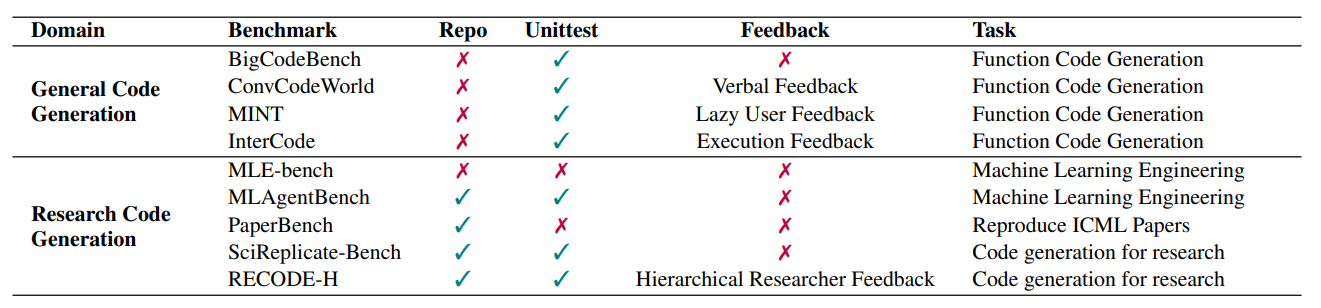 Domain Benchmark Repo Unittest Feedback Task
BigCodeBench ✗ ✓ ✗ Function Code Generation
General Code ConvCodeWorld ✗ ✓ Verbal Feedback Function Code Generation
Generation MINT ✗ ✓ Lazy User Feedback Function Code Generation
InterCode ✗ ✓ Execution Feedback Function Code Generation
MLE-bench ✗ ✗ ✗ Machine Learning Engineering
MLAgentBench ✓ ✓ ✗ Machine Learning Engineering
Research Code PaperBench ✓ ✗ ✗ Reproduce ICML Papers
Generation SciReplicate-Bench ✓ ✓ ✗ Code generation for research
RECODE-H ✓ ✓ Hierarchical Researcher Feedback Code generation for research